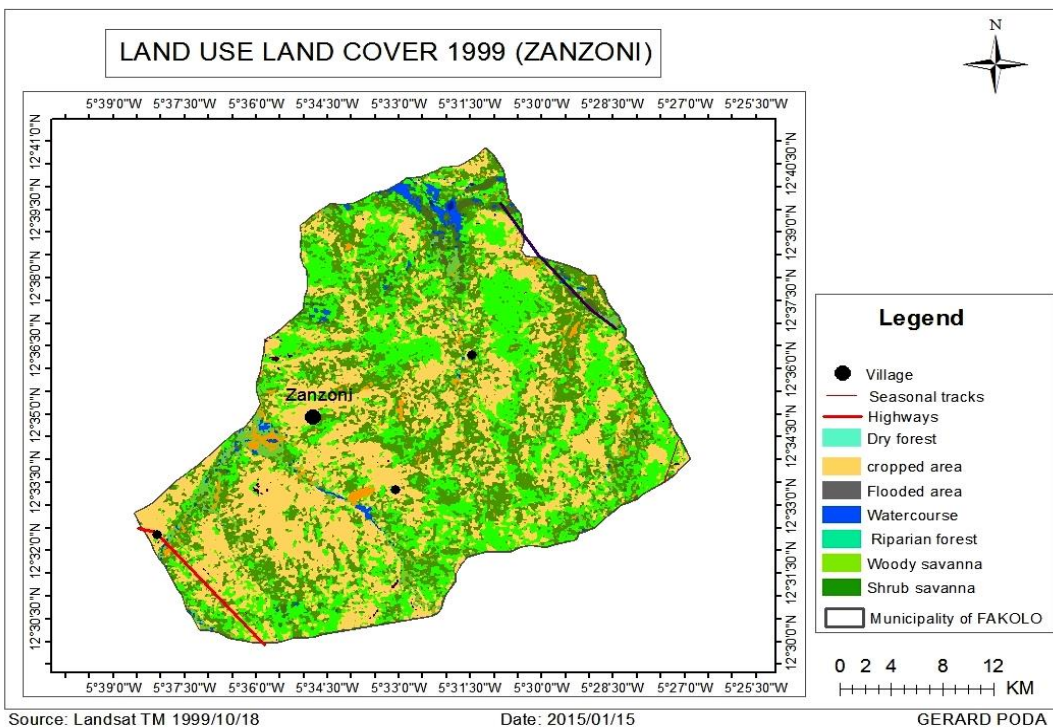 LAND USE LAND COVER 1999 (ZANZONI)
N
5°39'0"W 5°37'30"W 5°36'0"W 5°34'30"W 5°33'0"W 5°31'30"W 5°30'0"W 5°28'30"W 5°27'0"W 5°25'30"W
12°41'0"N
12°39'30"N
12°38'0"N
12°36'30"N
12°35'0"N
12°33'30"N
12°32'0"N
12°30'30"N
12°40'30"N
12°39'0"N
12°37'30"N
12°36'0"N
12°34'30"N
12°33'0"N
12°31'30"N
12°30'0"N
Zanzoni
5°39'0"W 5°37'30"W 5°36'0"W 5°34'30"W 5°33'0"W 5°31'30"W 5°30'0"W 5°28'30"W 5°27'0"W 5°25'30"W
Legend
Village
Seasonal tracks
Highways
Dry forest
cropped area
Flooded area
Watercourse
Riparian forest
Woody savanna
Shrub savanna
Municipality of FAKOLO
0 2 4 8 12
KM
Source: Landsat TM 1999/10/18 Date: 2015/01/15 GERARD PODA